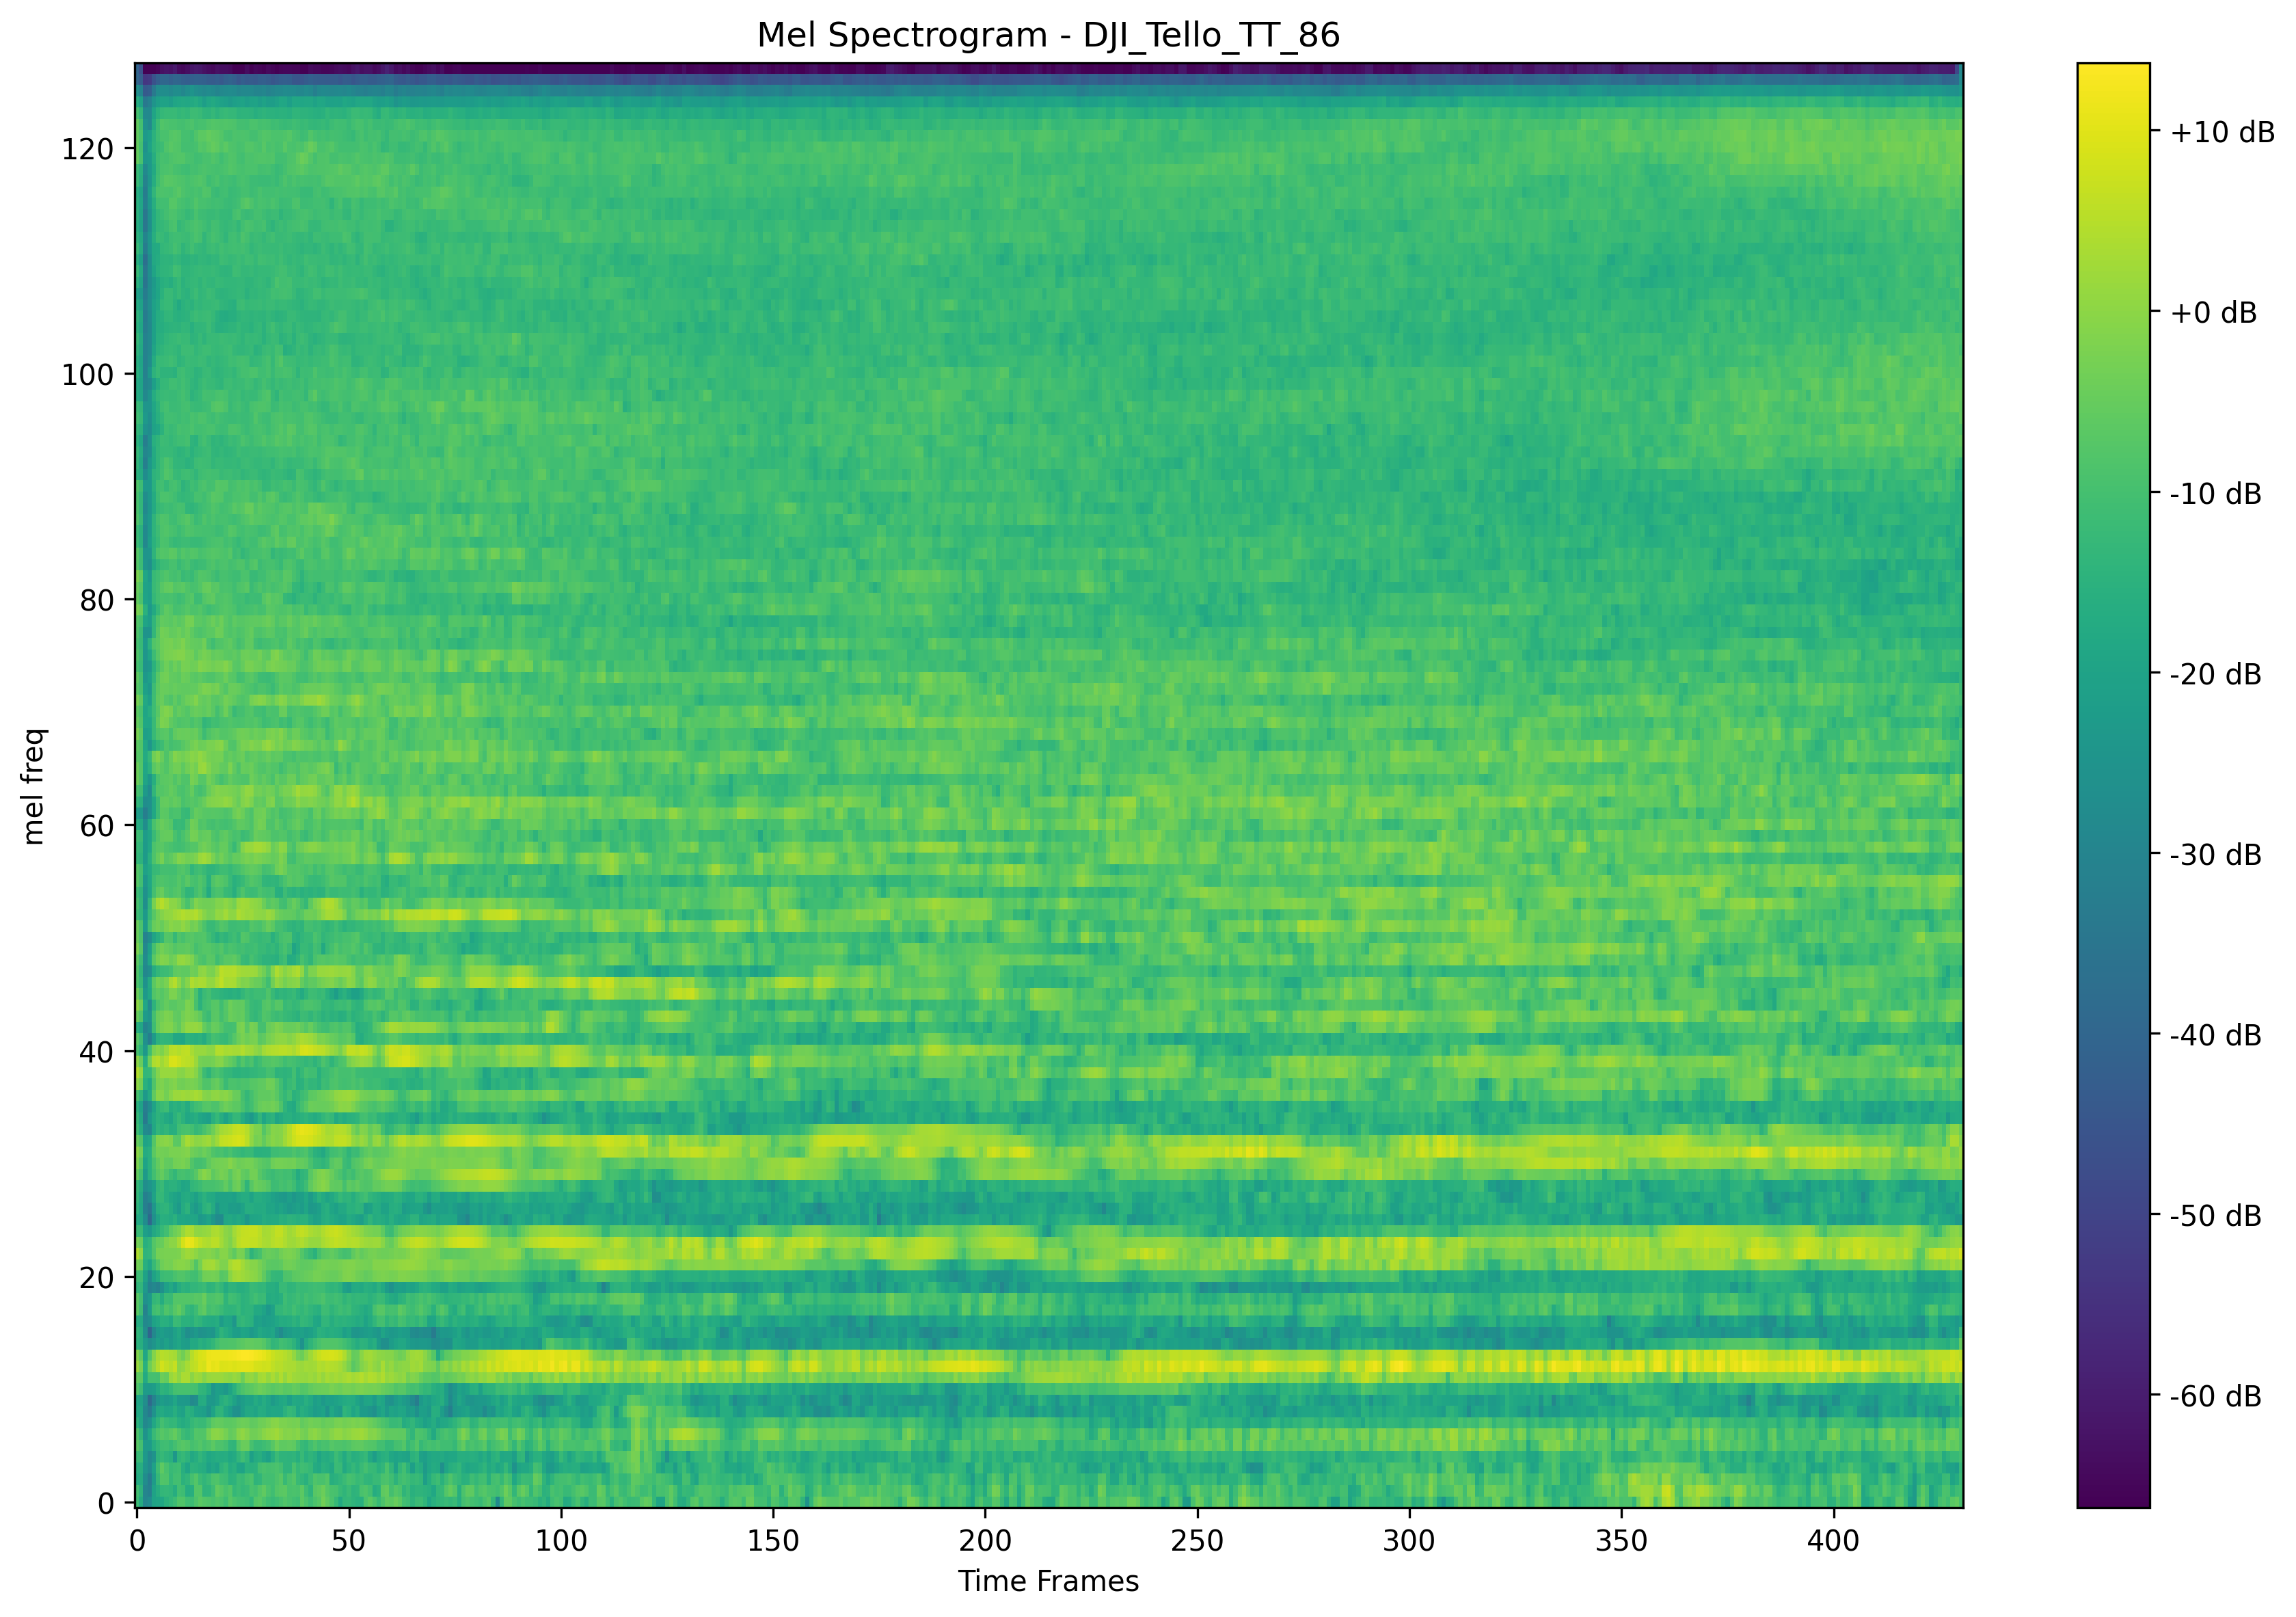 Mel Spectrogram - DJI_Tello_TT_86
120
100
80
60
40
20
0
mel freq
0 50 100 150 200 250 300 350 400
Time Frames
+10 dB
+0 dB
-10 dB
-20 dB
-30 dB
-40 dB
-50 dB
-60 dB